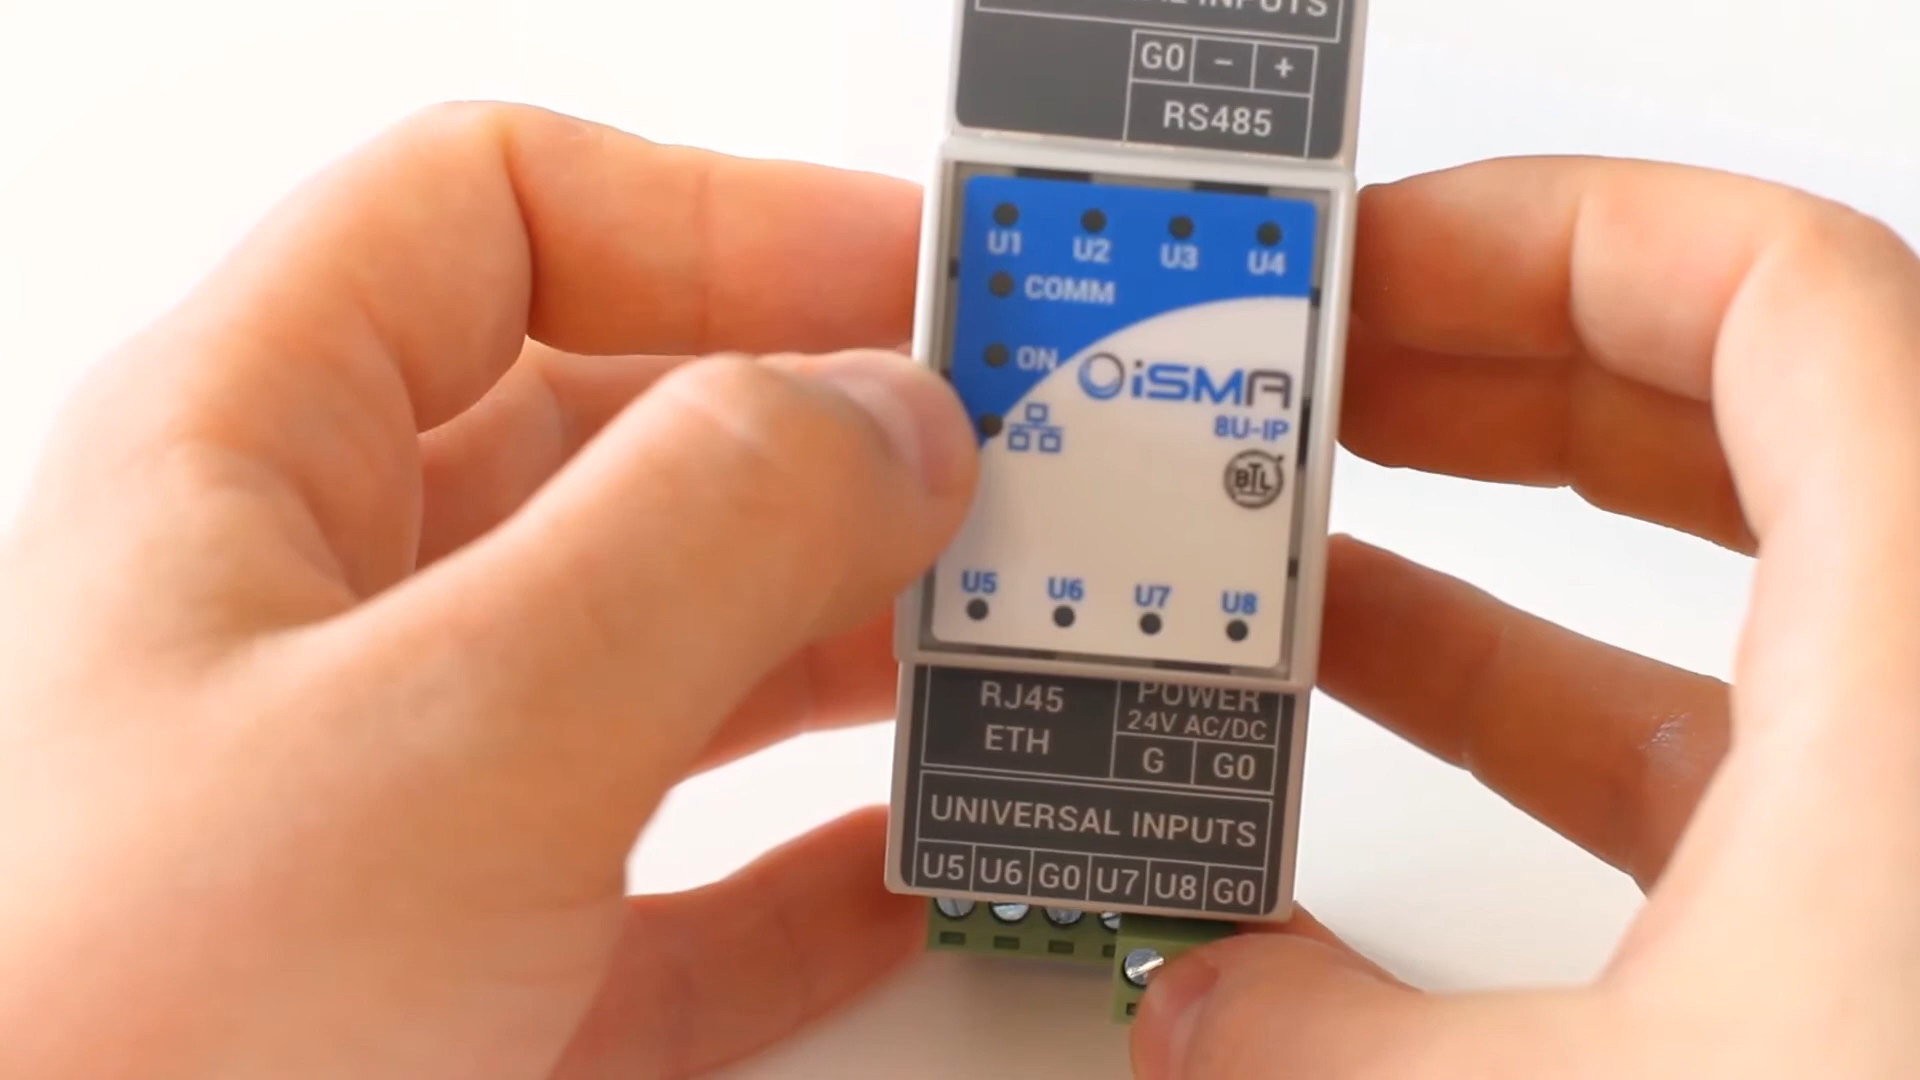 INPUTS
G0 - +
RS485
U1 U2 U3 U4
COMM
ON
iSMA
8U-IP
BTL
U5 U6 U7 U8
RJ45
ETH
POWER
24V AC/DC
G G0
UNIVERSAL INPUTS
U5 U6 G0 U7 U8 G0